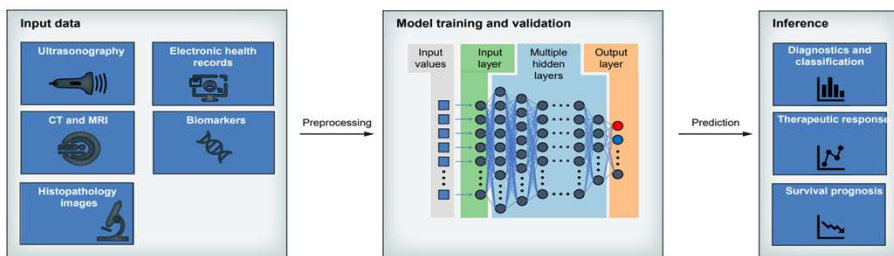 Input data
Ultrasonography
Electronic health
records
CT and MRI
Biomarkers
Histopathology
images
Preprocessing
Model training and validation
Input
values
Input
layer
Multiple
hidden
layers
Output
layer
Prediction
Inference
Diagnostics and
classification
Therapeutic response
Survival prognosis